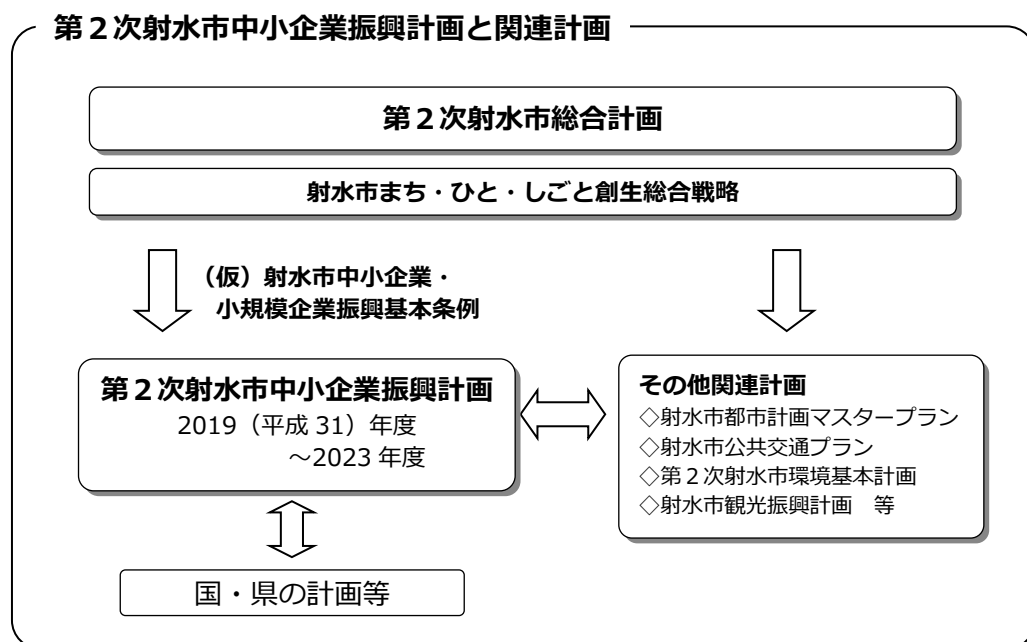 第２次射水市中小企業振興計画と関連計画
第２次射水市総合計画
射水市まち・ひと・しごと創生総合戦略
（仮）射水市中小企業・
小規模企業振興基本条例
第２次射水市中小企業振興計画
2019（平成 31）年度
～2023 年度
その他関連計画
◇射水市都市計画マスタープラン
◇射水市公共交通プラン
◇第２次射水市環境基本計画
◇射水市観光振興計画　等
国・県の計画等